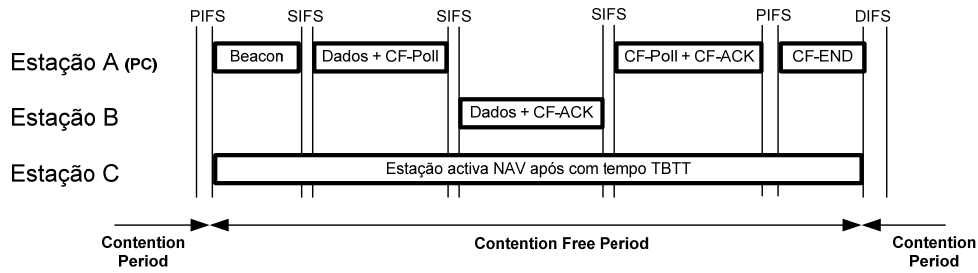 PIFS SIFS SIFS SIFS PIFS DIFS
Estação A (PC) Beacon Dados + CF-Poll CF-Poll + CF-ACK CF-END
Estação B Dados + CF-ACK
Estação C Estação activa NAV após com tempo TBTT
Contention Period
Contention Free Period
Contention Period